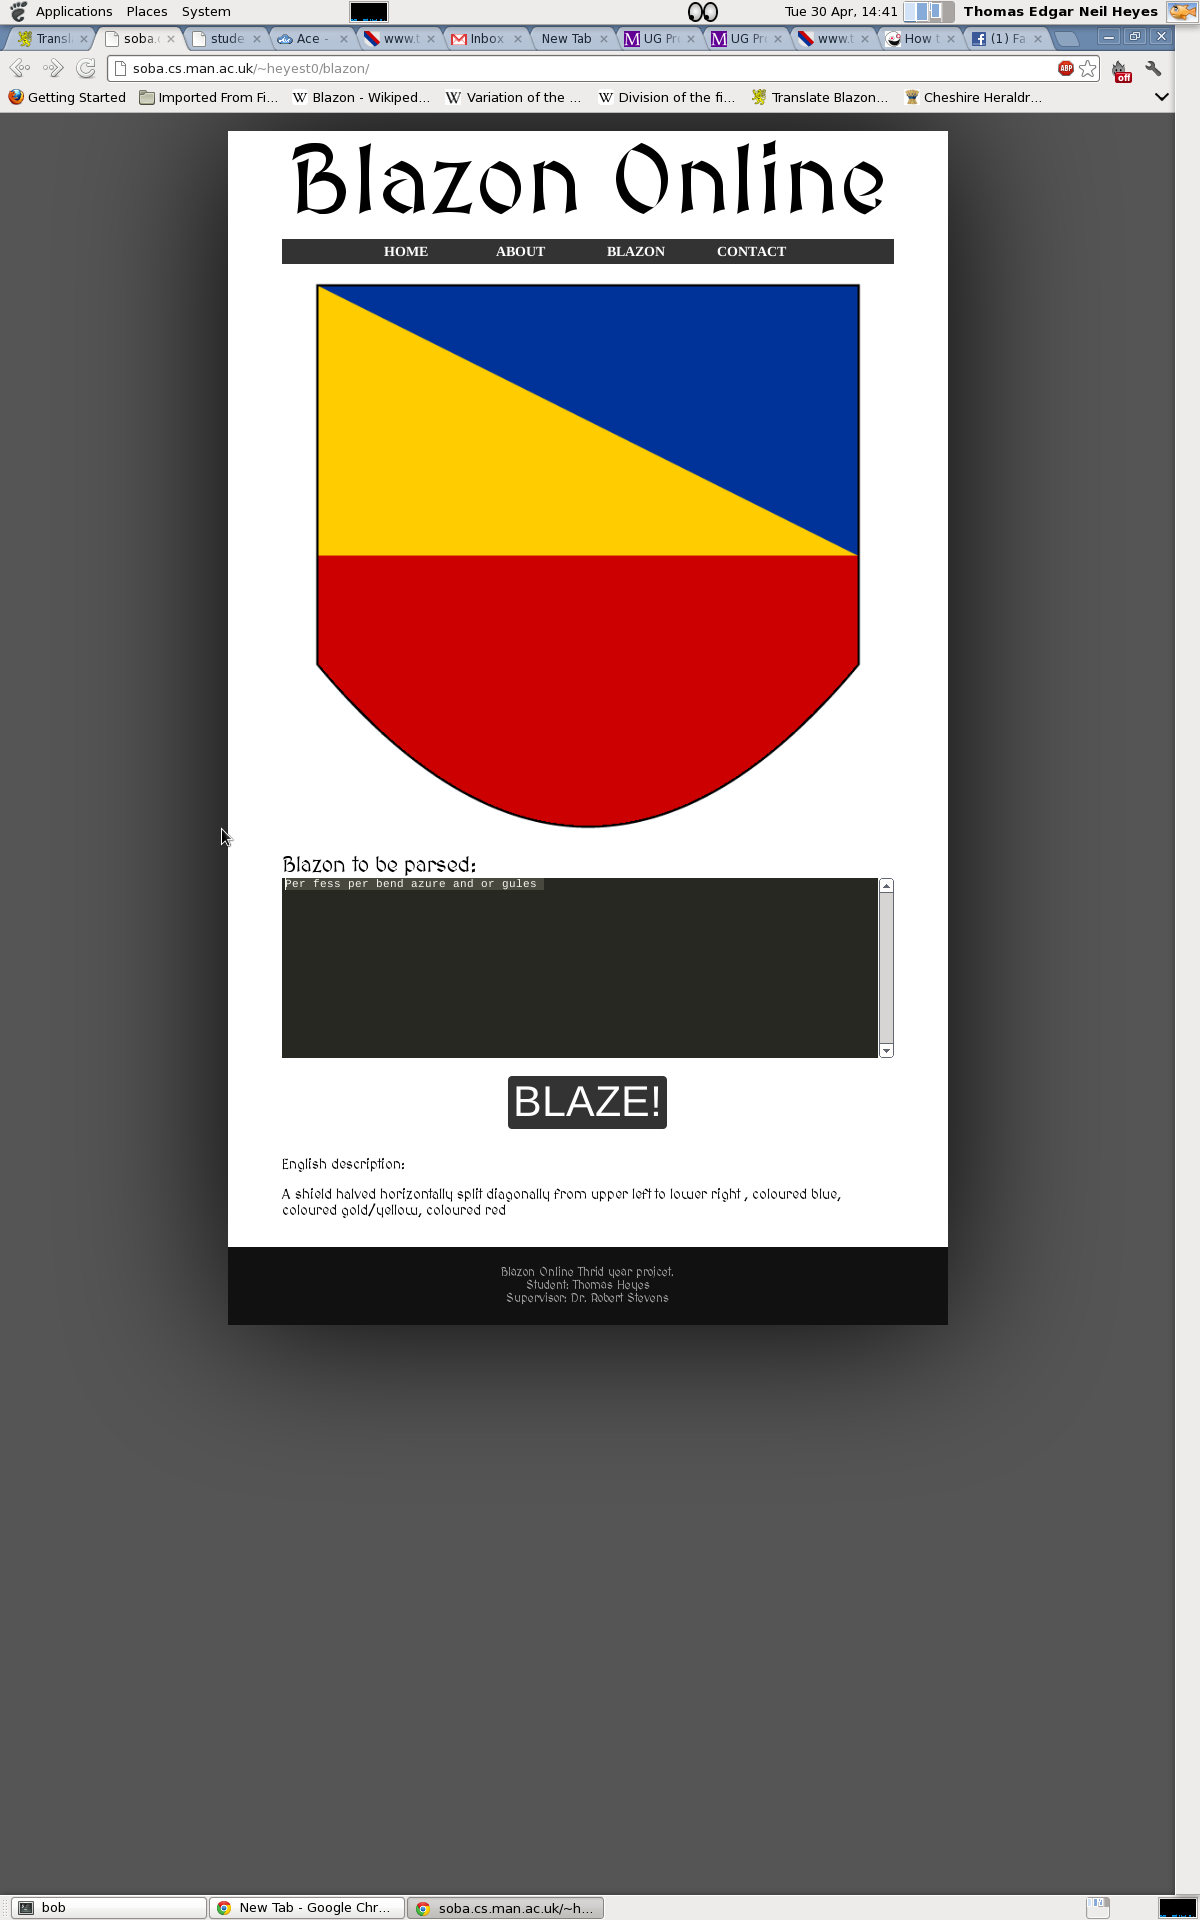 Applications Places System Tue 30 Apr, 14:41 Thomas Edgar Neil Heyes
Transl soba. stude Ace - www.t Inbox New Tab UG Pr UG Pr www.t How t (1) Fa
soba.cs.man.ac.uk/~heyest0/blazon/ ABP off
Getting Started Imported From Fi... Blazon - Wikiped... Variation of the ... Division of the fi... Translate Blazon... Cheshire Heraldr...
Blazon Online
HOME ABOUT BLAZON CONTACT
Blazon to be parsed:
Per fess per bend azure and or gules
BLAZE!
English description:
A shield halved horizontally split diagonally from upper left to lower right , coloured blue,
coloured gold/yellow, coloured red
Blazon Online Thrid year projcet.
Student: Thomas Heyes
Supervisor: Dr. Robert Stevens
bob New Tab - Google Chr... soba.cs.man.ac.uk/~h...